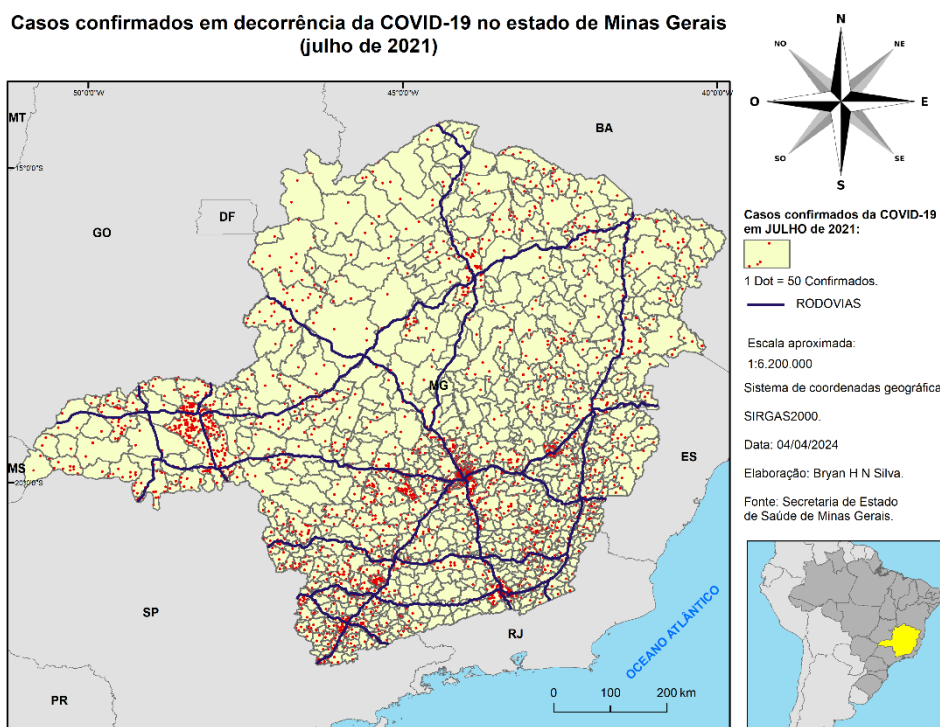 Casos confirmados em decorrência da COVID-19 no estado de Minas Gerais
(julho de 2021)
50°0'0"W
45°0'0"W
40°0'0"W
MT
BA
15°0'0"S
DF
GO
MG
MS
20°0'0"S
ES
SP
RJ
PR
OCEANO ATLÂNTICO
0 100 200 km
N
NO
NE
O
E
SO
SE
S
Casos confirmados da COVID-19
em JULHO de 2021:
1 Dot = 50 Confirmados.
RODOVIAS
Escala aproximada:
1:6.200.000
Sistema de coordenadas geográfica
SIRGAS2000.
Data: 04/04/2024
Elaboração: Bryan H N Silva.
Fonte: Secretaria de Estado
de Saúde de Minas Gerais.